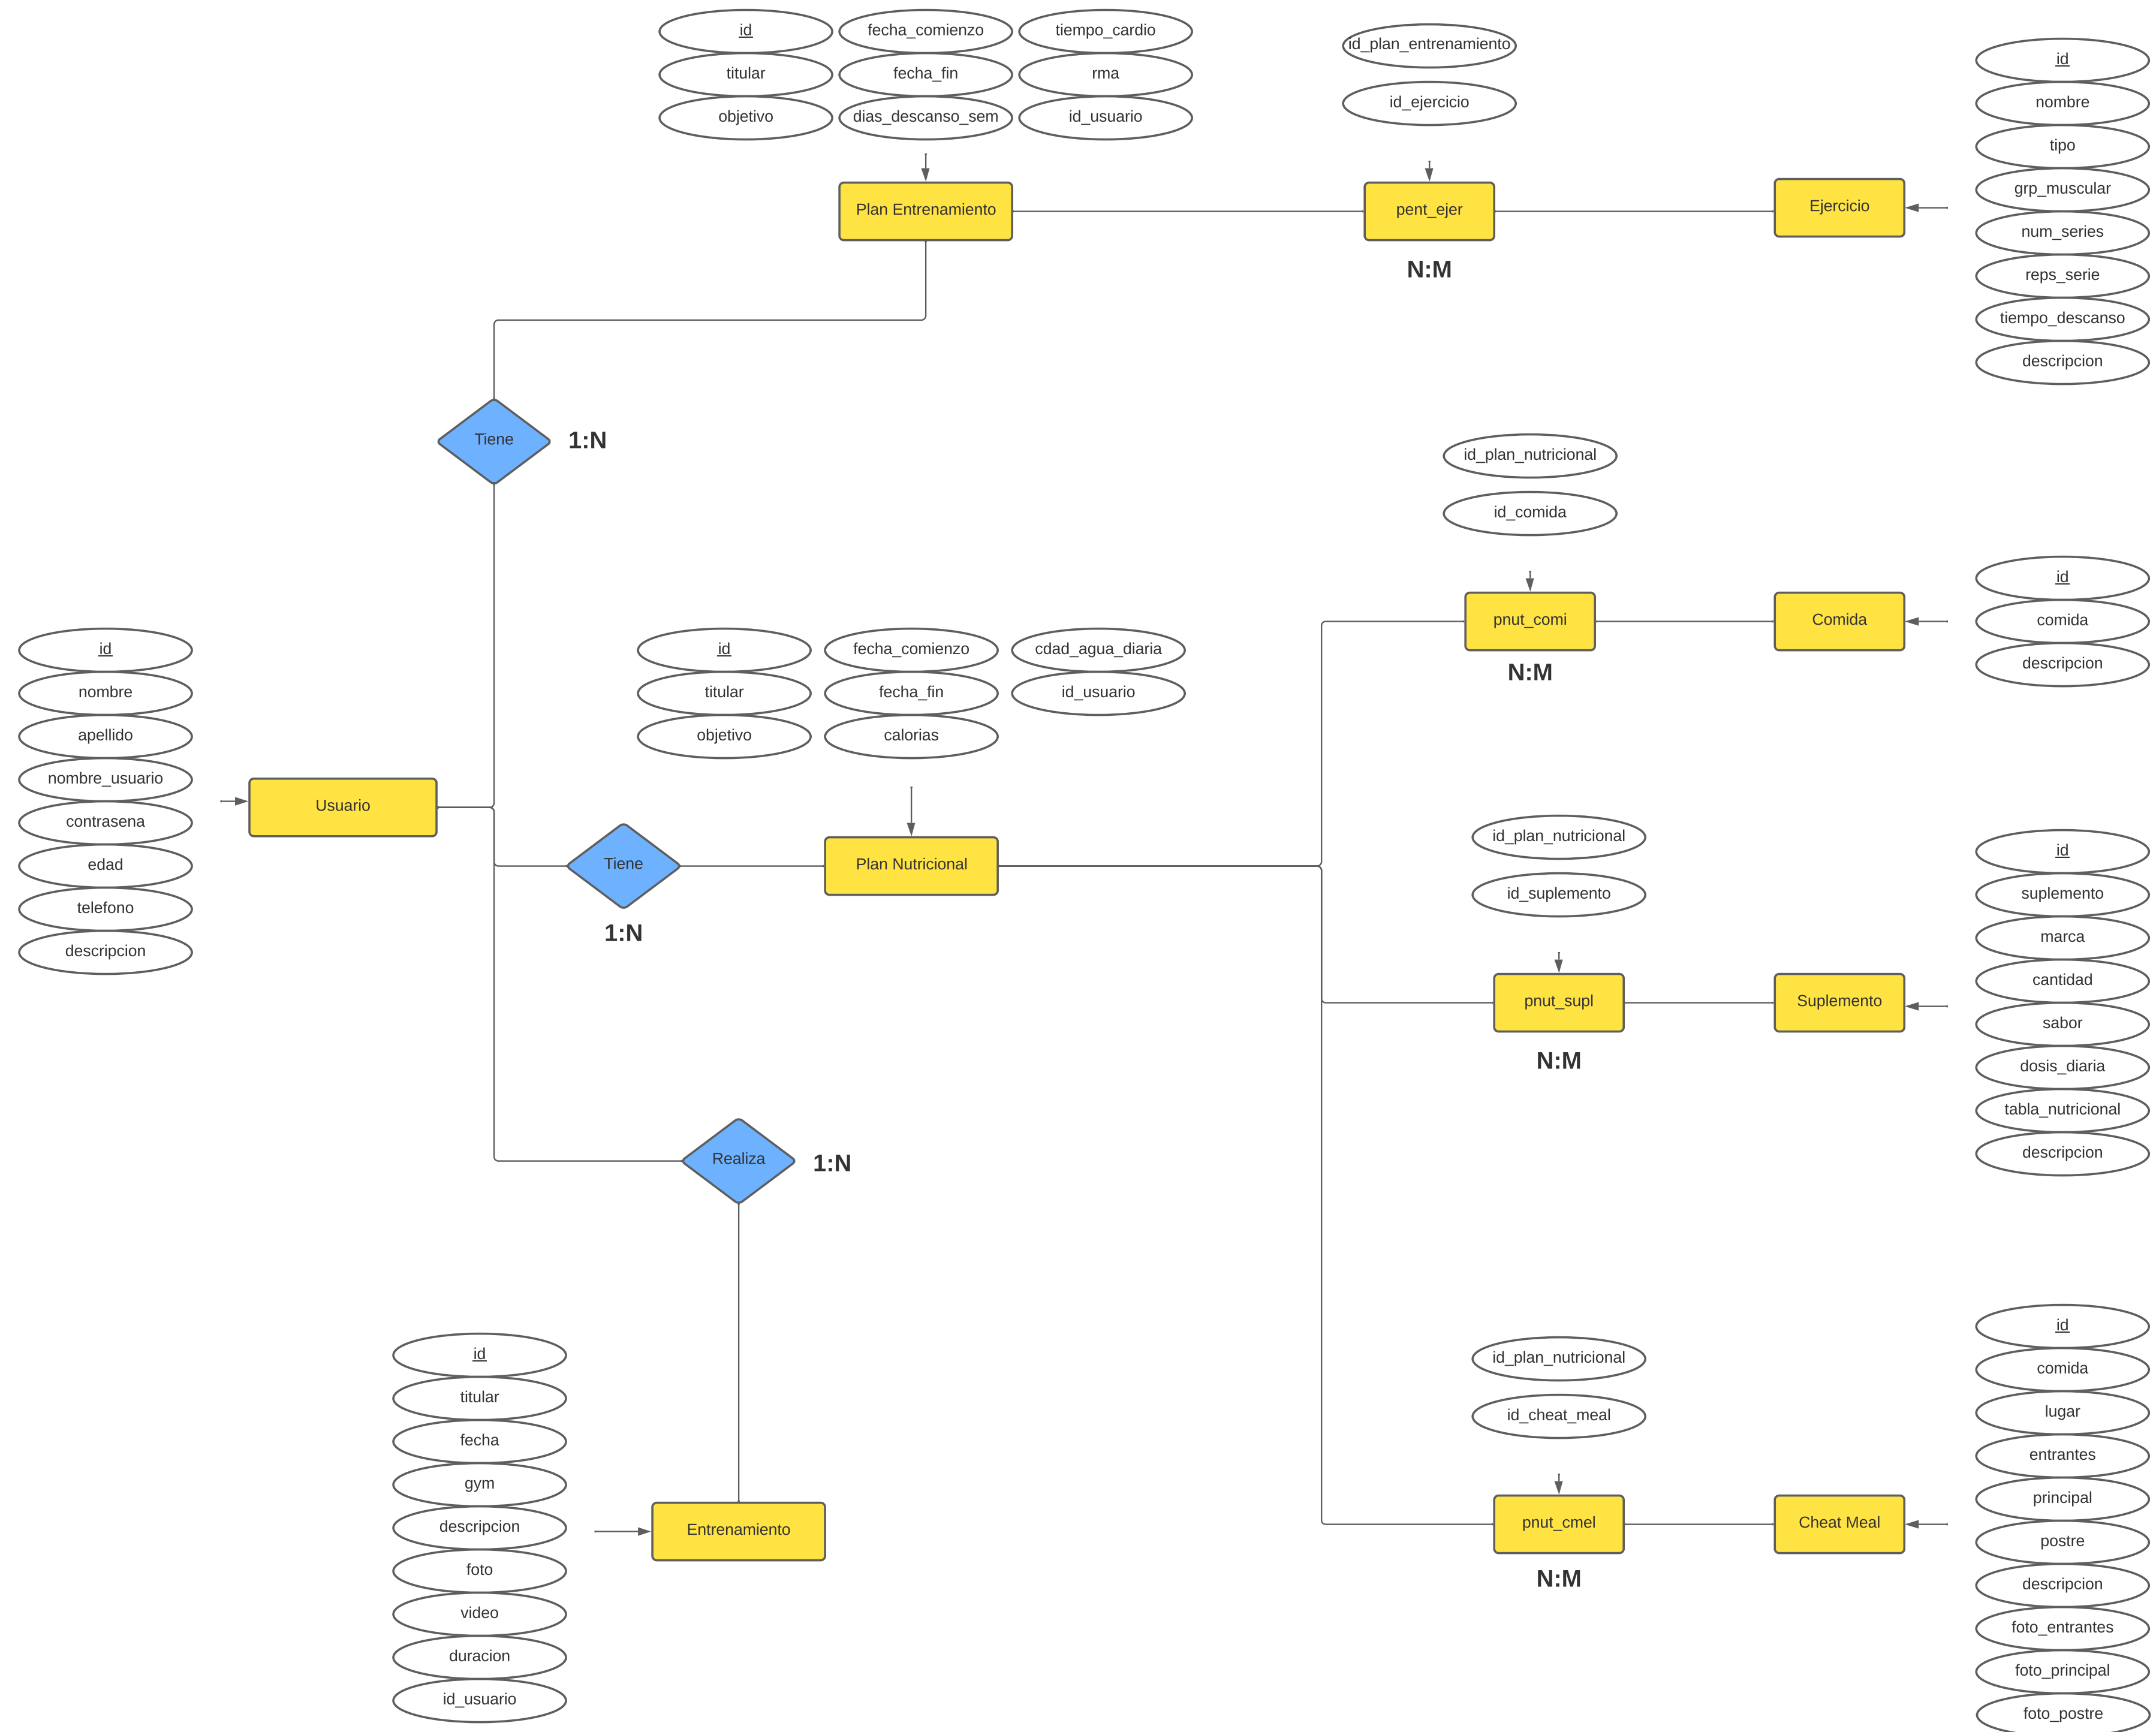 id
titular
objetivo
fecha_comienzo
fecha_fin
dias_descanso_sem
tiempo_cardio
rma
id_usuario
Plan Entrenamiento
id_plan_entrenamiento
id_ejercicio
pent_ejer
N:M
Ejercicio
id
nombre
tipo
grp_muscular
num_series
reps_serie
tiempo_descanso
descripcion
Tiene
1:N
id_plan_nutricional
id_comida
pnut_comi
N:M
Comida
id
comida
descripcion
id
nombre
apellido
nombre_usuario
contrasena
edad
telefono
descripcion
Usuario
id
titular
objetivo
fecha_comienzo
fecha_fin
calorias
cdad_agua_diaria
id_usuario
Tiene
1:N
Plan Nutricional
id_plan_nutricional
id_suplemento
pnut_supl
N:M
Suplemento
id
suplemento
marca
cantidad
sabor
dosis_diaria
tabla_nutricional
descripcion
Realiza
1:N
id
titular
fecha
gym
descripcion
foto
video
duracion
id_usuario
Entrenamiento
id_plan_nutricional
id_cheat_meal
pnut_cmel
N:M
Cheat Meal
id
comida
lugar
entrantes
principal
postre
descripcion
foto_entrantes
foto_principal
foto_postre